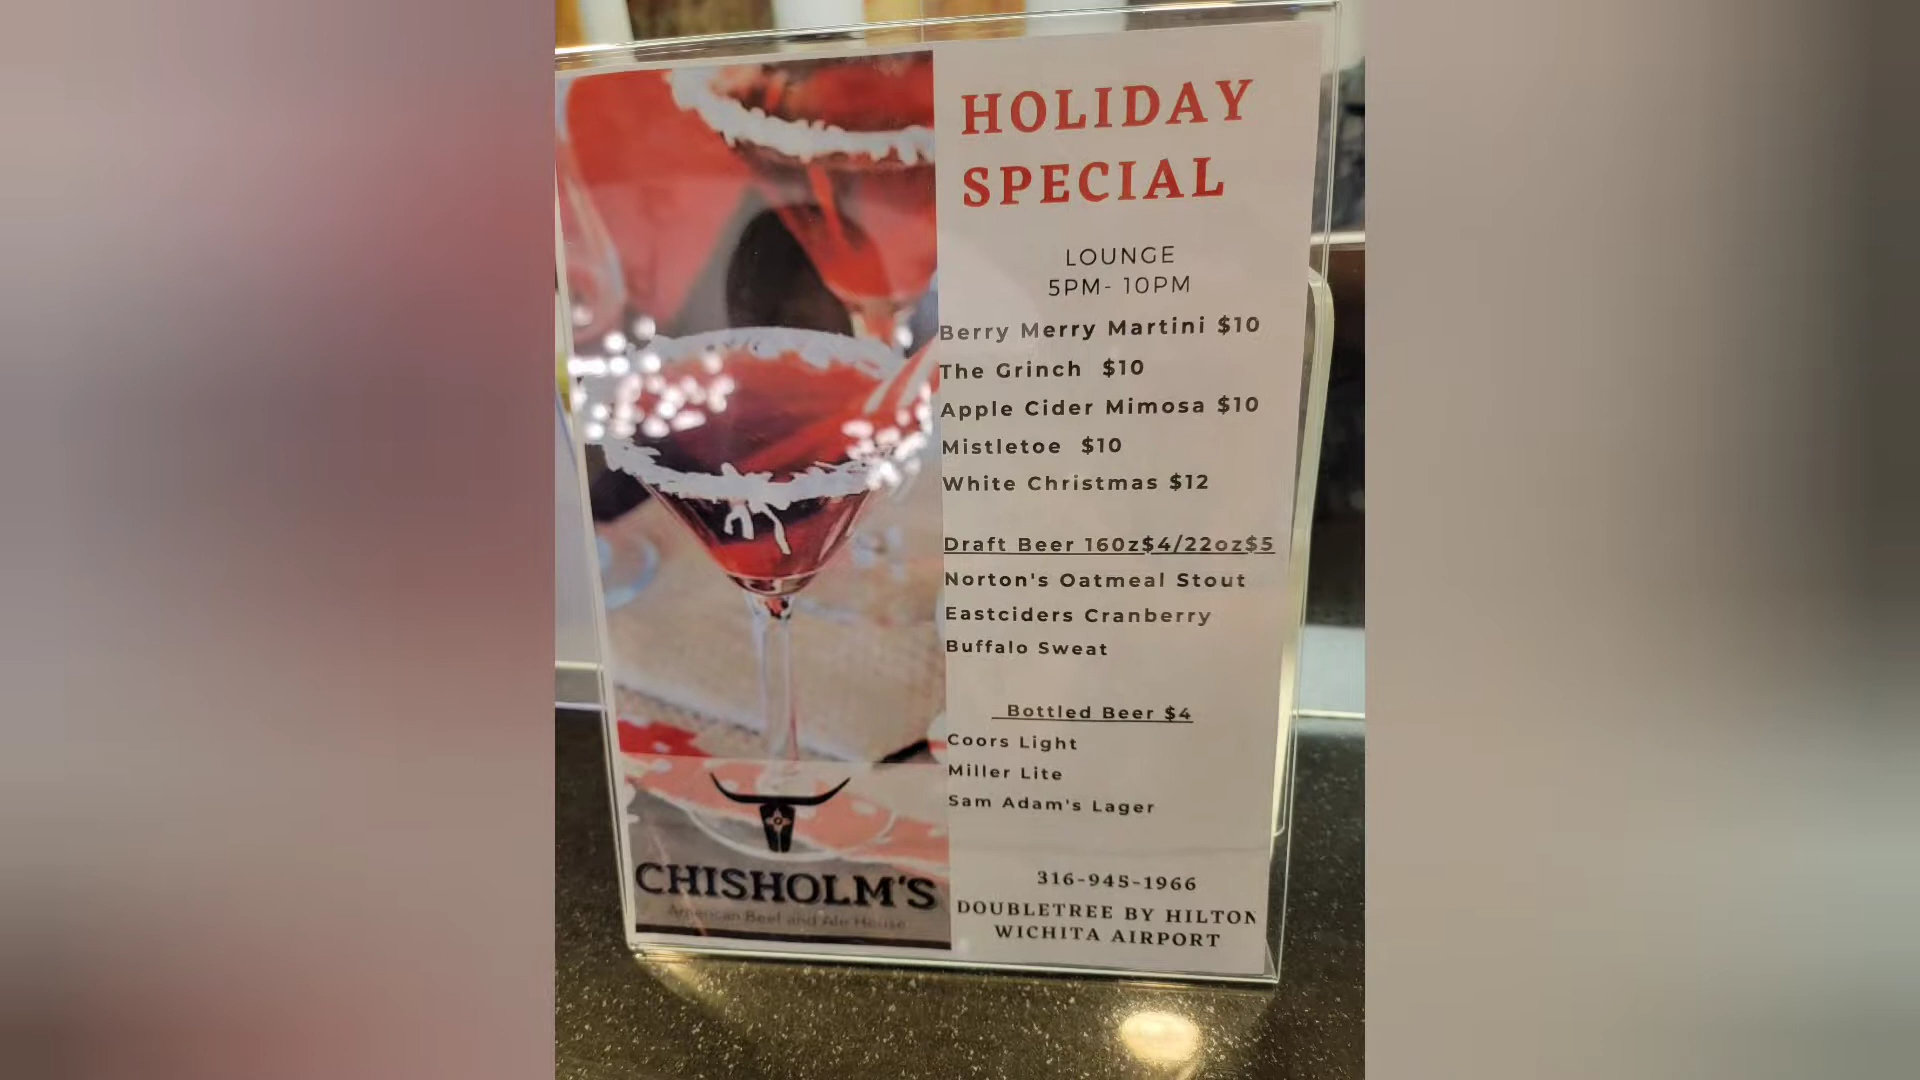 HOLIDAY
SPECIAL
LOUNGE
5PM- 10PM
Berry Merry Martini $10
The Grinch $10
Apple Cider Mimosa $10
Mistletoe $10
White Christmas $12
Draft Beer 16Oz$4/22oz$5
Norton's Oatmeal Stout
Eastciders Cranberry
Buffalo Sweat
Bottled Beer $4
Coors Light
Miller Lite
Sam Adam's Lager
CHISHOLM'S
American Beef and Ale House
316-945-1966
DOUBLETREE BY HILTON
WICHITA AIRPORT